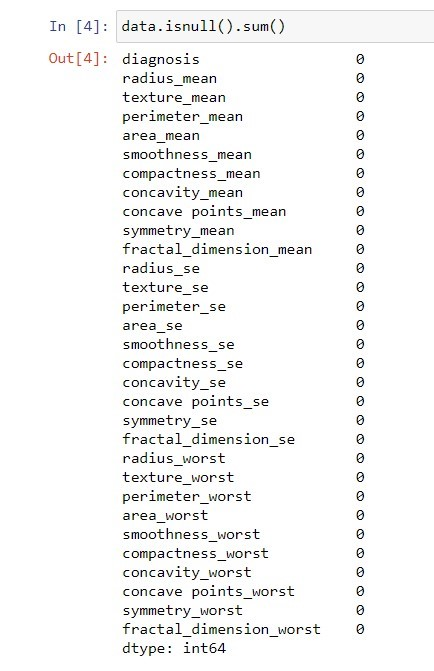 In [4]: data.isnull().sum()
Out[4]: diagnosis 0
radius_mean 0
texture_mean 0
perimeter_mean 0
area_mean 0
smoothness_mean 0
compactness_mean 0
concavity_mean 0
concave points_mean 0
symmetry_mean 0
fractal_dimension_mean 0
radius_se 0
texture_se 0
perimeter_se 0
area_se 0
smoothness_se 0
compactness_se 0
concavity_se 0
concave points_se 0
symmetry_se 0
fractal_dimension_se 0
radius_worst 0
texture_worst 0
perimeter_worst 0
area_worst 0
smoothness_worst 0
compactness_worst 0
concavity_worst 0
concave points_worst 0
symmetry_worst 0
fractal_dimension_worst 0
dtype: int64